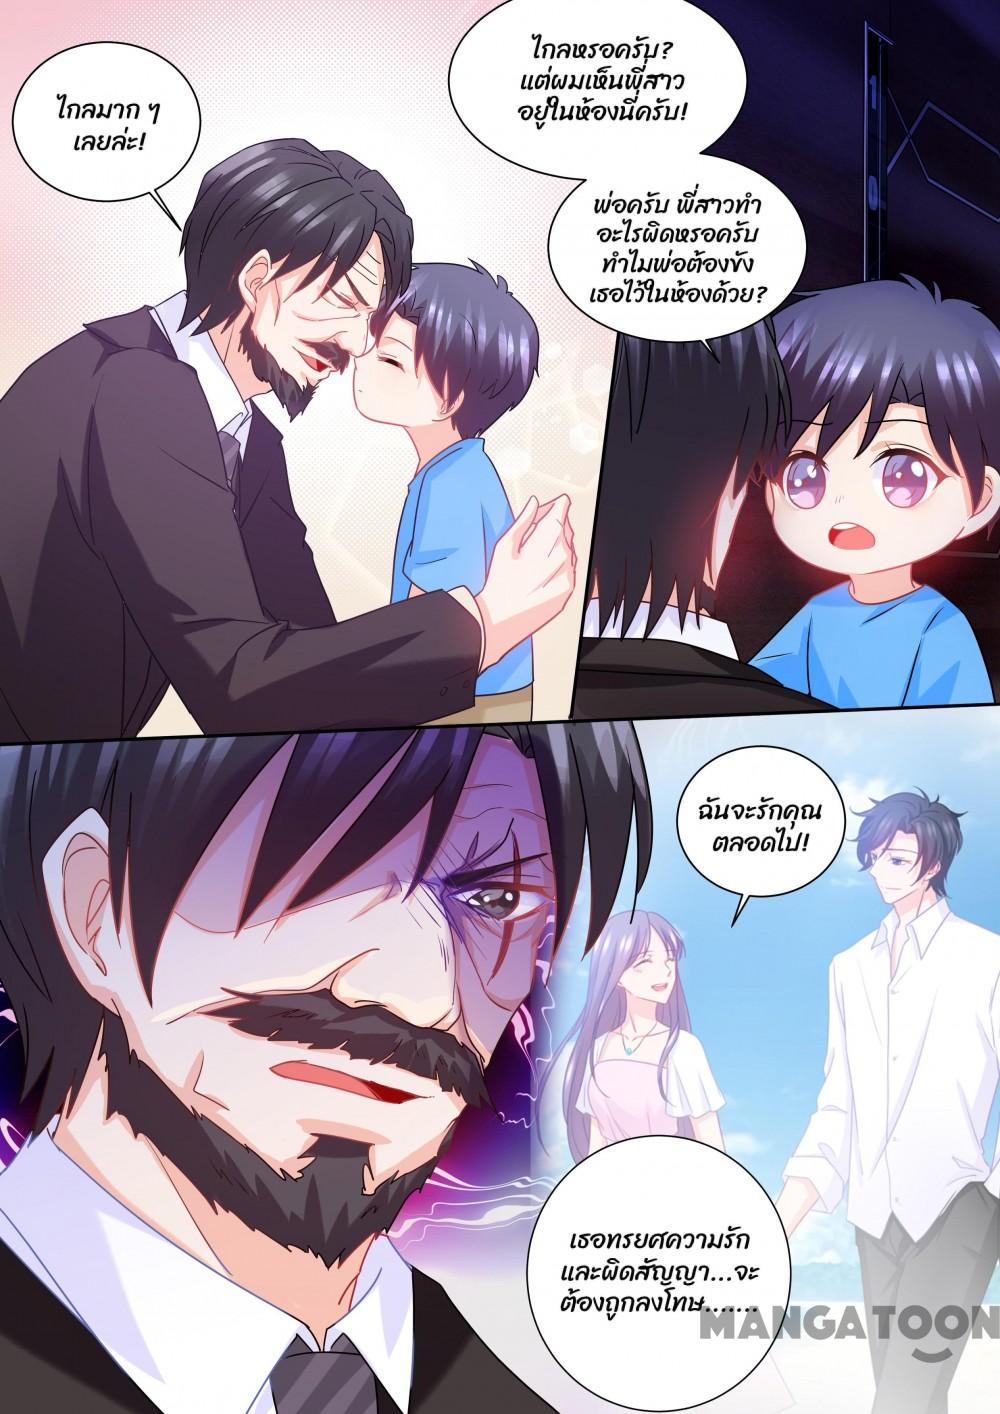 ไกลมาก ๆ
เลยล่ะ!
ไกลหรอครับ?
แต่ผมเห็นพี่สาว
อยู่ในห้องนี่ครับ!
พ่อครับ พี่สาวทำ
อะไรผิดหรอครับ
ทำไมพ่อต้องขัง
เธอไว้ในห้องด้วย?
ฉันจะรักคุณ
ตลอดไป!
เธอทรยศความรัก
และผิดสัญญา...จะ
ต้องถูกลงโทษ.......
MANGATOON